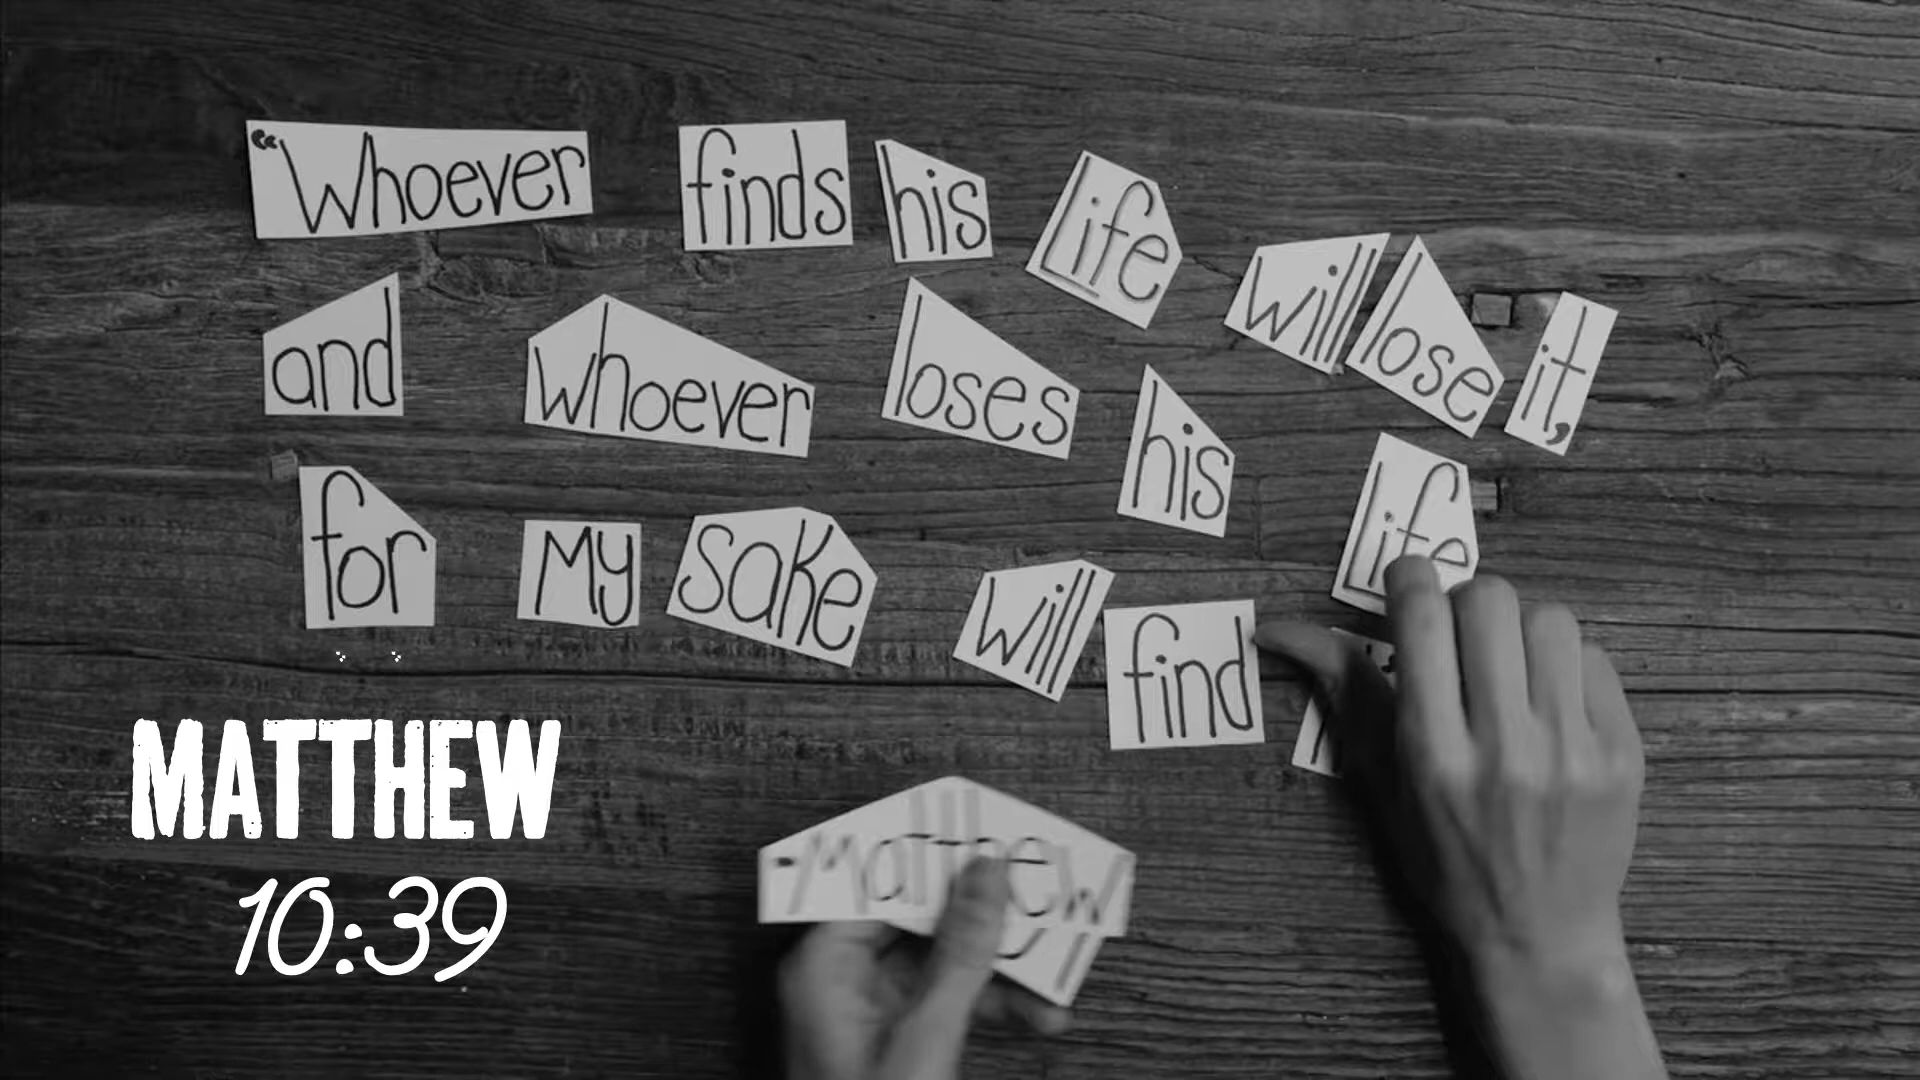 “Whoever finds his life will lose it,
and whoever loses his life
for My sake will find
-Matthew
MATTHEW
10:39